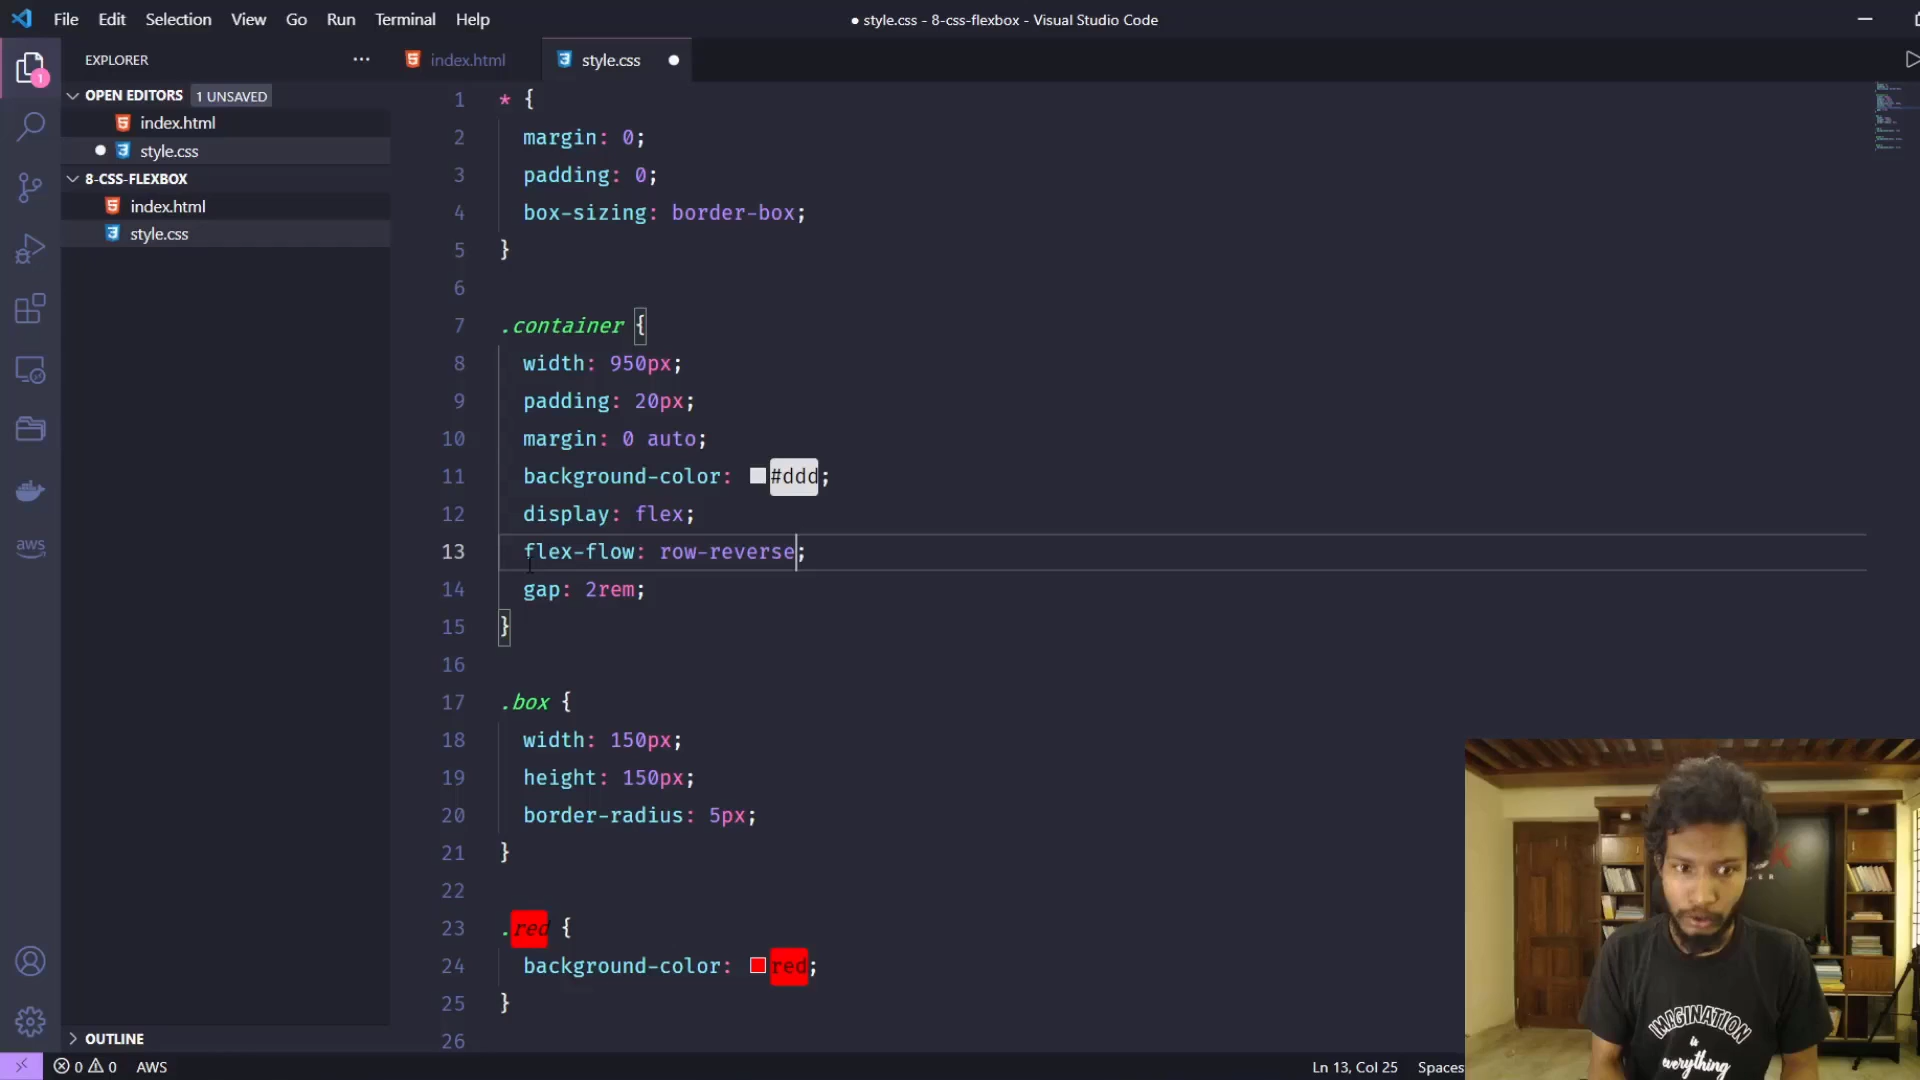 File Edit Selection View Go Run Terminal Help
● style.css - 8-css-flexbox - Visual Studio Code
EXPLORER ···
index.html
style.css
OPEN EDITORS 1 UNSAVED
index.html
style.css
8-CSS-FLEXBOX
index.html
style.css
1 * {
2 margin: 0;
3 padding: 0;
4 box-sizing: border-box;
5 }
6
7 .container {
8 width: 950px;
9 padding: 20px;
10 margin: 0 auto;
11 background-color: #ddd;
12 display: flex;
13 flex-flow: row-reverse;
14 gap: 2rem;
15 }
16
17 .box {
18 width: 150px;
19 height: 150px;
20 border-radius: 5px;
21 }
22
23 .red {
24 background-color: red;
25 }
26
1
aws
OUTLINE
0 0 AWS
Ln 13, Col 25 Spaces
IMAGINATION
is
everything